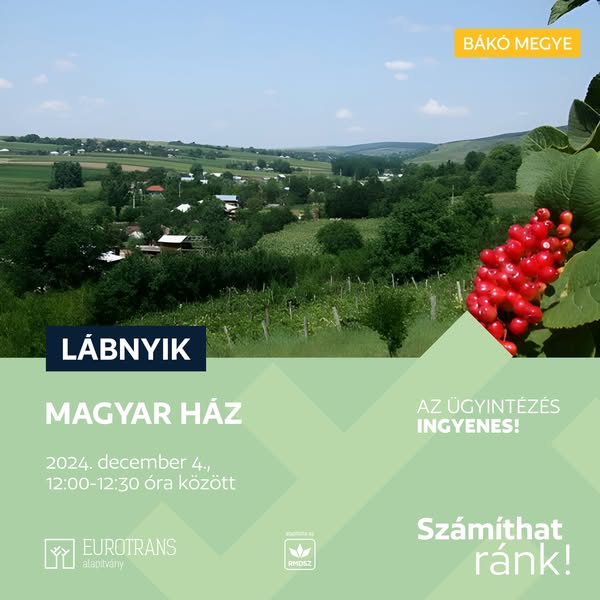 BÁKÓ MEGYE
LÁBNYIK
MAGYAR HÁZ
2024. december 4.,
12:00-12:30 óra között
AZ ÜGYINTÉZÉS
INGYENES!
EUROTRANS
alapítvány
RMDSZ
Számíthat
ránk!